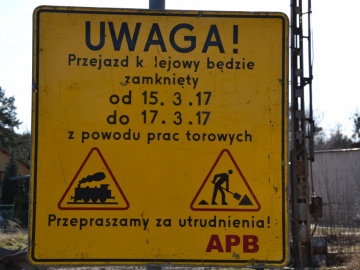 UWAGA!
Przejazd k lejowy będzie
zamknięty
od 15.3.17
do 17.3.17
z powodu prac torowych
Przepraszamy za utrudnienia!
APB